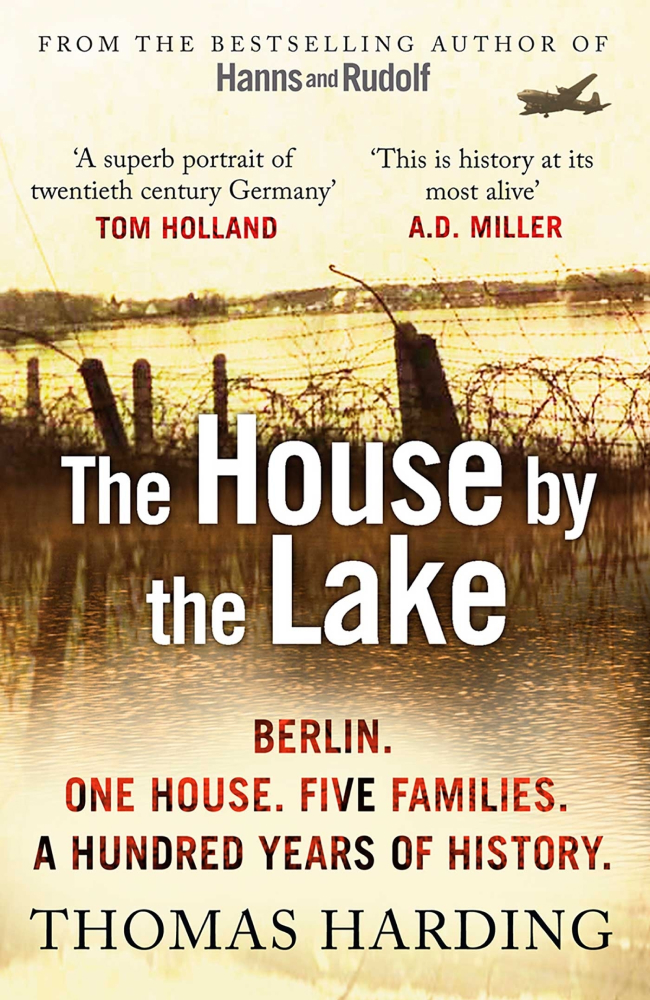 FROM THE BESTSELLING AUTHOR OF
Hanns and Rudolf
‘A superb portrait of
twentieth century Germany’
TOM HOLLAND
‘This is history at its
most alive’
A.D. MILLER
The House by
the Lake
BERLIN.
ONE HOUSE. FIVE FAMILIES.
A HUNDRED YEARS OF HISTORY.
THOMAS HARDING